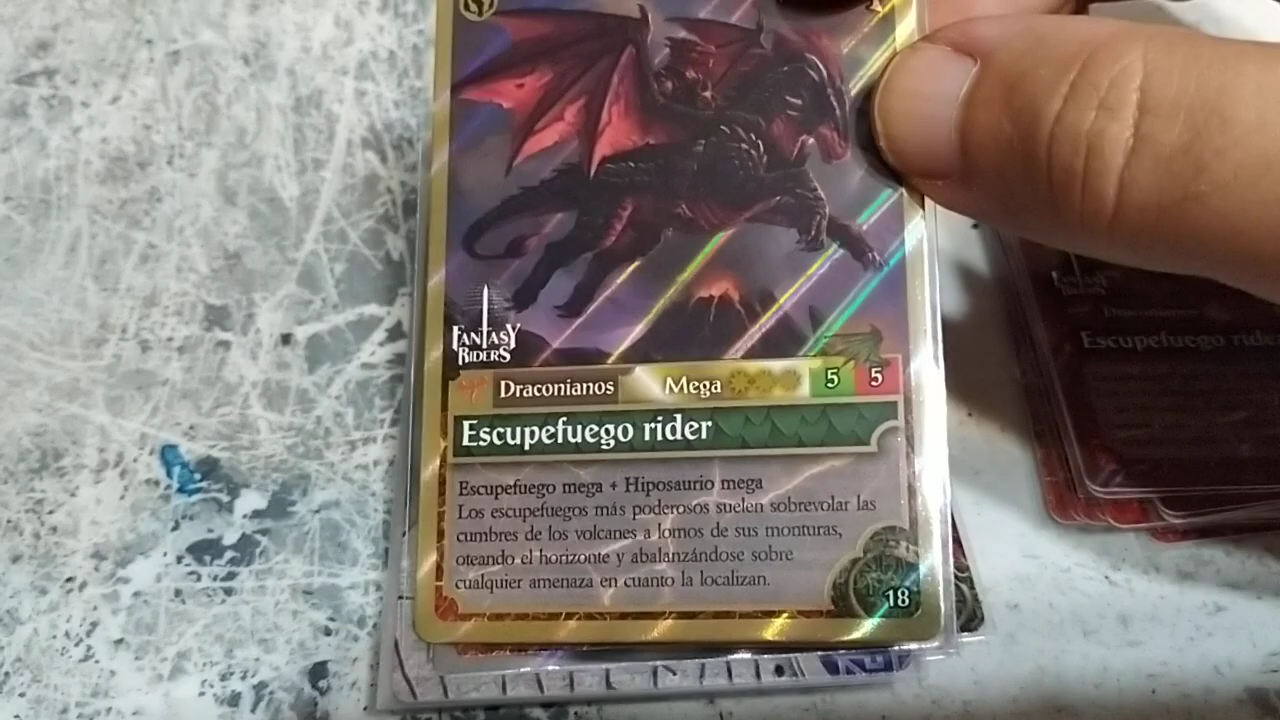 FANTASY
RIDERS
Draconianos Mega 5 5
Escupefuego rider
Escupefuego mega + Hiposaurio mega
Los escupefuegos más poderosos suelen sobrevolar las
cumbres de los volcanes a lomos de sus monturas,
oteando el horizonte y abalanzándose sobre
cualquier amenaza en cuanto la localizan.
18
Draconianos
Escupefuego ride